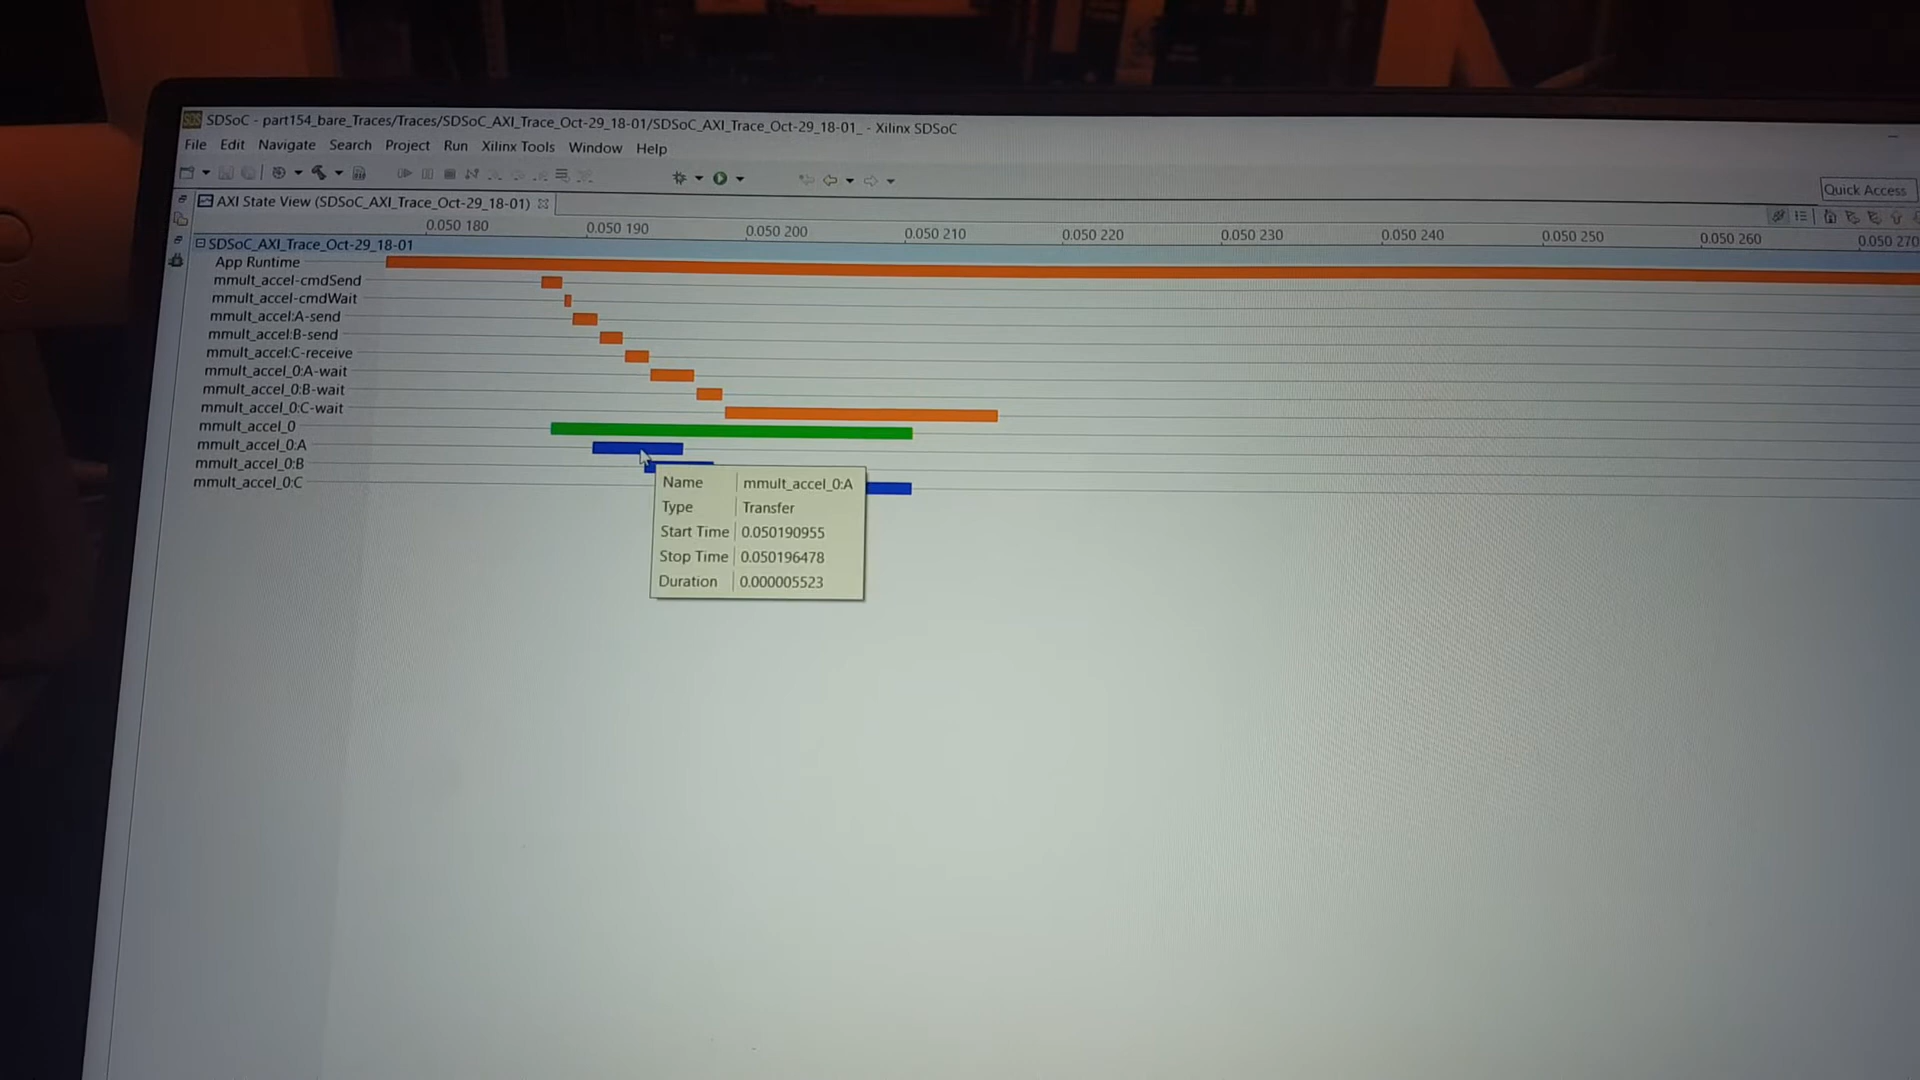 SDSoC - part154_bare_Traces/Traces/SDSoC_AXI_Trace_Oct-29_18-01/SDSoC_AXI_Trace_Oct-29_18-01_ - Xilinx SDSoC
File Edit Navigate Search Project Run Xilinx Tools Window Help
Quick Access
AXI State View (SDSoC_AXI_Trace_Oct-29_18-01)
0.050 180 0.050 190 0.050 200 0.050 210 0.050 220 0.050 230 0.050 240 0.050 250 0.050 260 0.050 270
SDSoC_AXI_Trace_Oct-29_18-01
App Runtime
mmult_accel-cmdSend
mmult_accel-cmdWait
mmult_accel:A-send
mmult_accel:B-send
mmult_accel:C-receive
mmult_accel_0:A-wait
mmult_accel_0:B-wait
mmult_accel_0:C-wait
mmult_accel_0
mmult_accel_0:A
mmult_accel_0:B
mmult_accel_0:C
Name mmult_accel_0:A
Type Transfer
Start Time 0.050190955
Stop Time 0.050196478
Duration 0.000005523